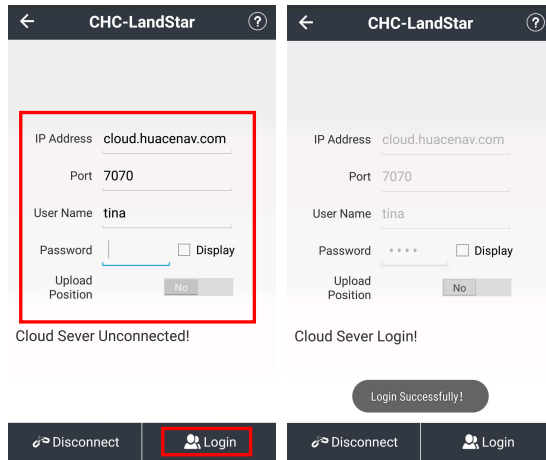 CHC-LandStar ?
IP Address cloud.huacenav.com
Port 7070
User Name tina
Password Display
Upload
Position No
Cloud Sever Unconnected!
Disconnect Login
CHC-LandStar ?
IP Address cloud.huacenav.com
Port 7070
User Name tina
Password •••• Display
Upload
Position No
Cloud Sever Login!
Login Successfully!
Disconnect Login